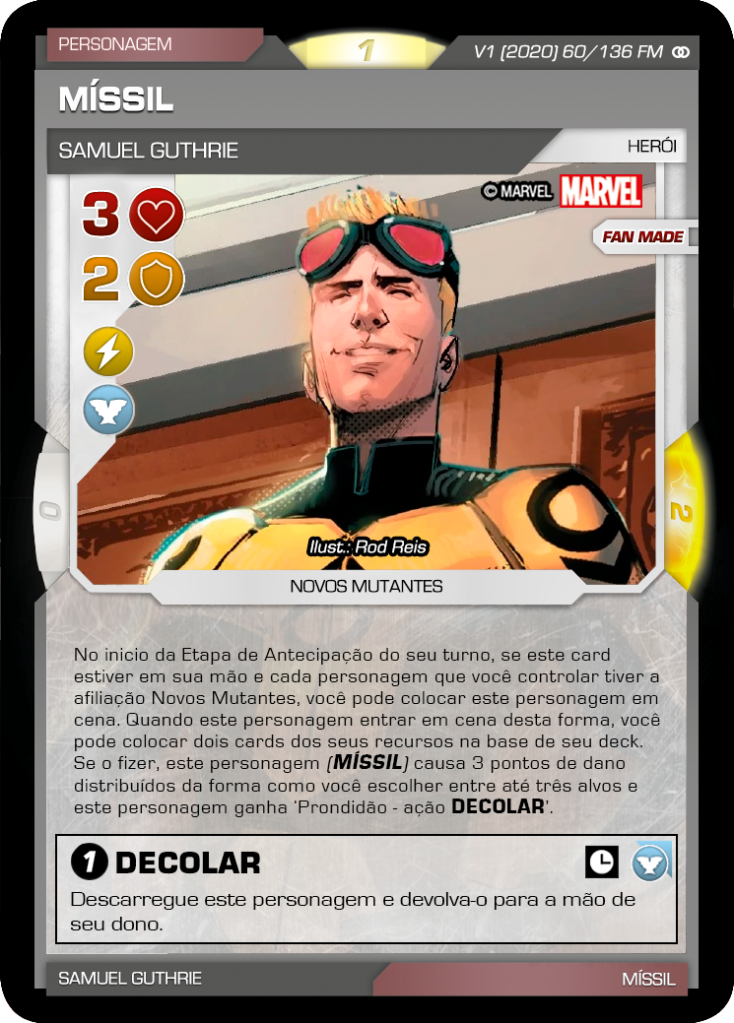 PERSONAGEM
1
V1 (2020) 60/136 FM
MÍSSIL
SAMUEL GUTHRIE
HERÓI
© MARVEL
MARVEL
3
FAN MADE
2
0
2
Ilust.: Rod Reis
NOVOS MUTANTES
No inicio da Etapa de Antecipação do seu turno, se este card
estiver em sua mão e cada personagem que você controlar tiver a
afiliação Novos Mutantes, você pode colocar este personagem em
cena. Quando este personagem entrar em cena desta forma, você
pode colocar dois cards dos seus recursos na base de seu deck.
Se o fizer, este personagem (MÍSSIL) causa 3 pontos de dano
distribuídos da forma como você escolher entre até três alvos e
este personagem ganha 'Prondidão - ação DECOLAR'.
1 DECOLAR
Descarregue este personagem e devolva-o para a mão de
seu dono.
SAMUEL GUTHRIE
MÍSSIL